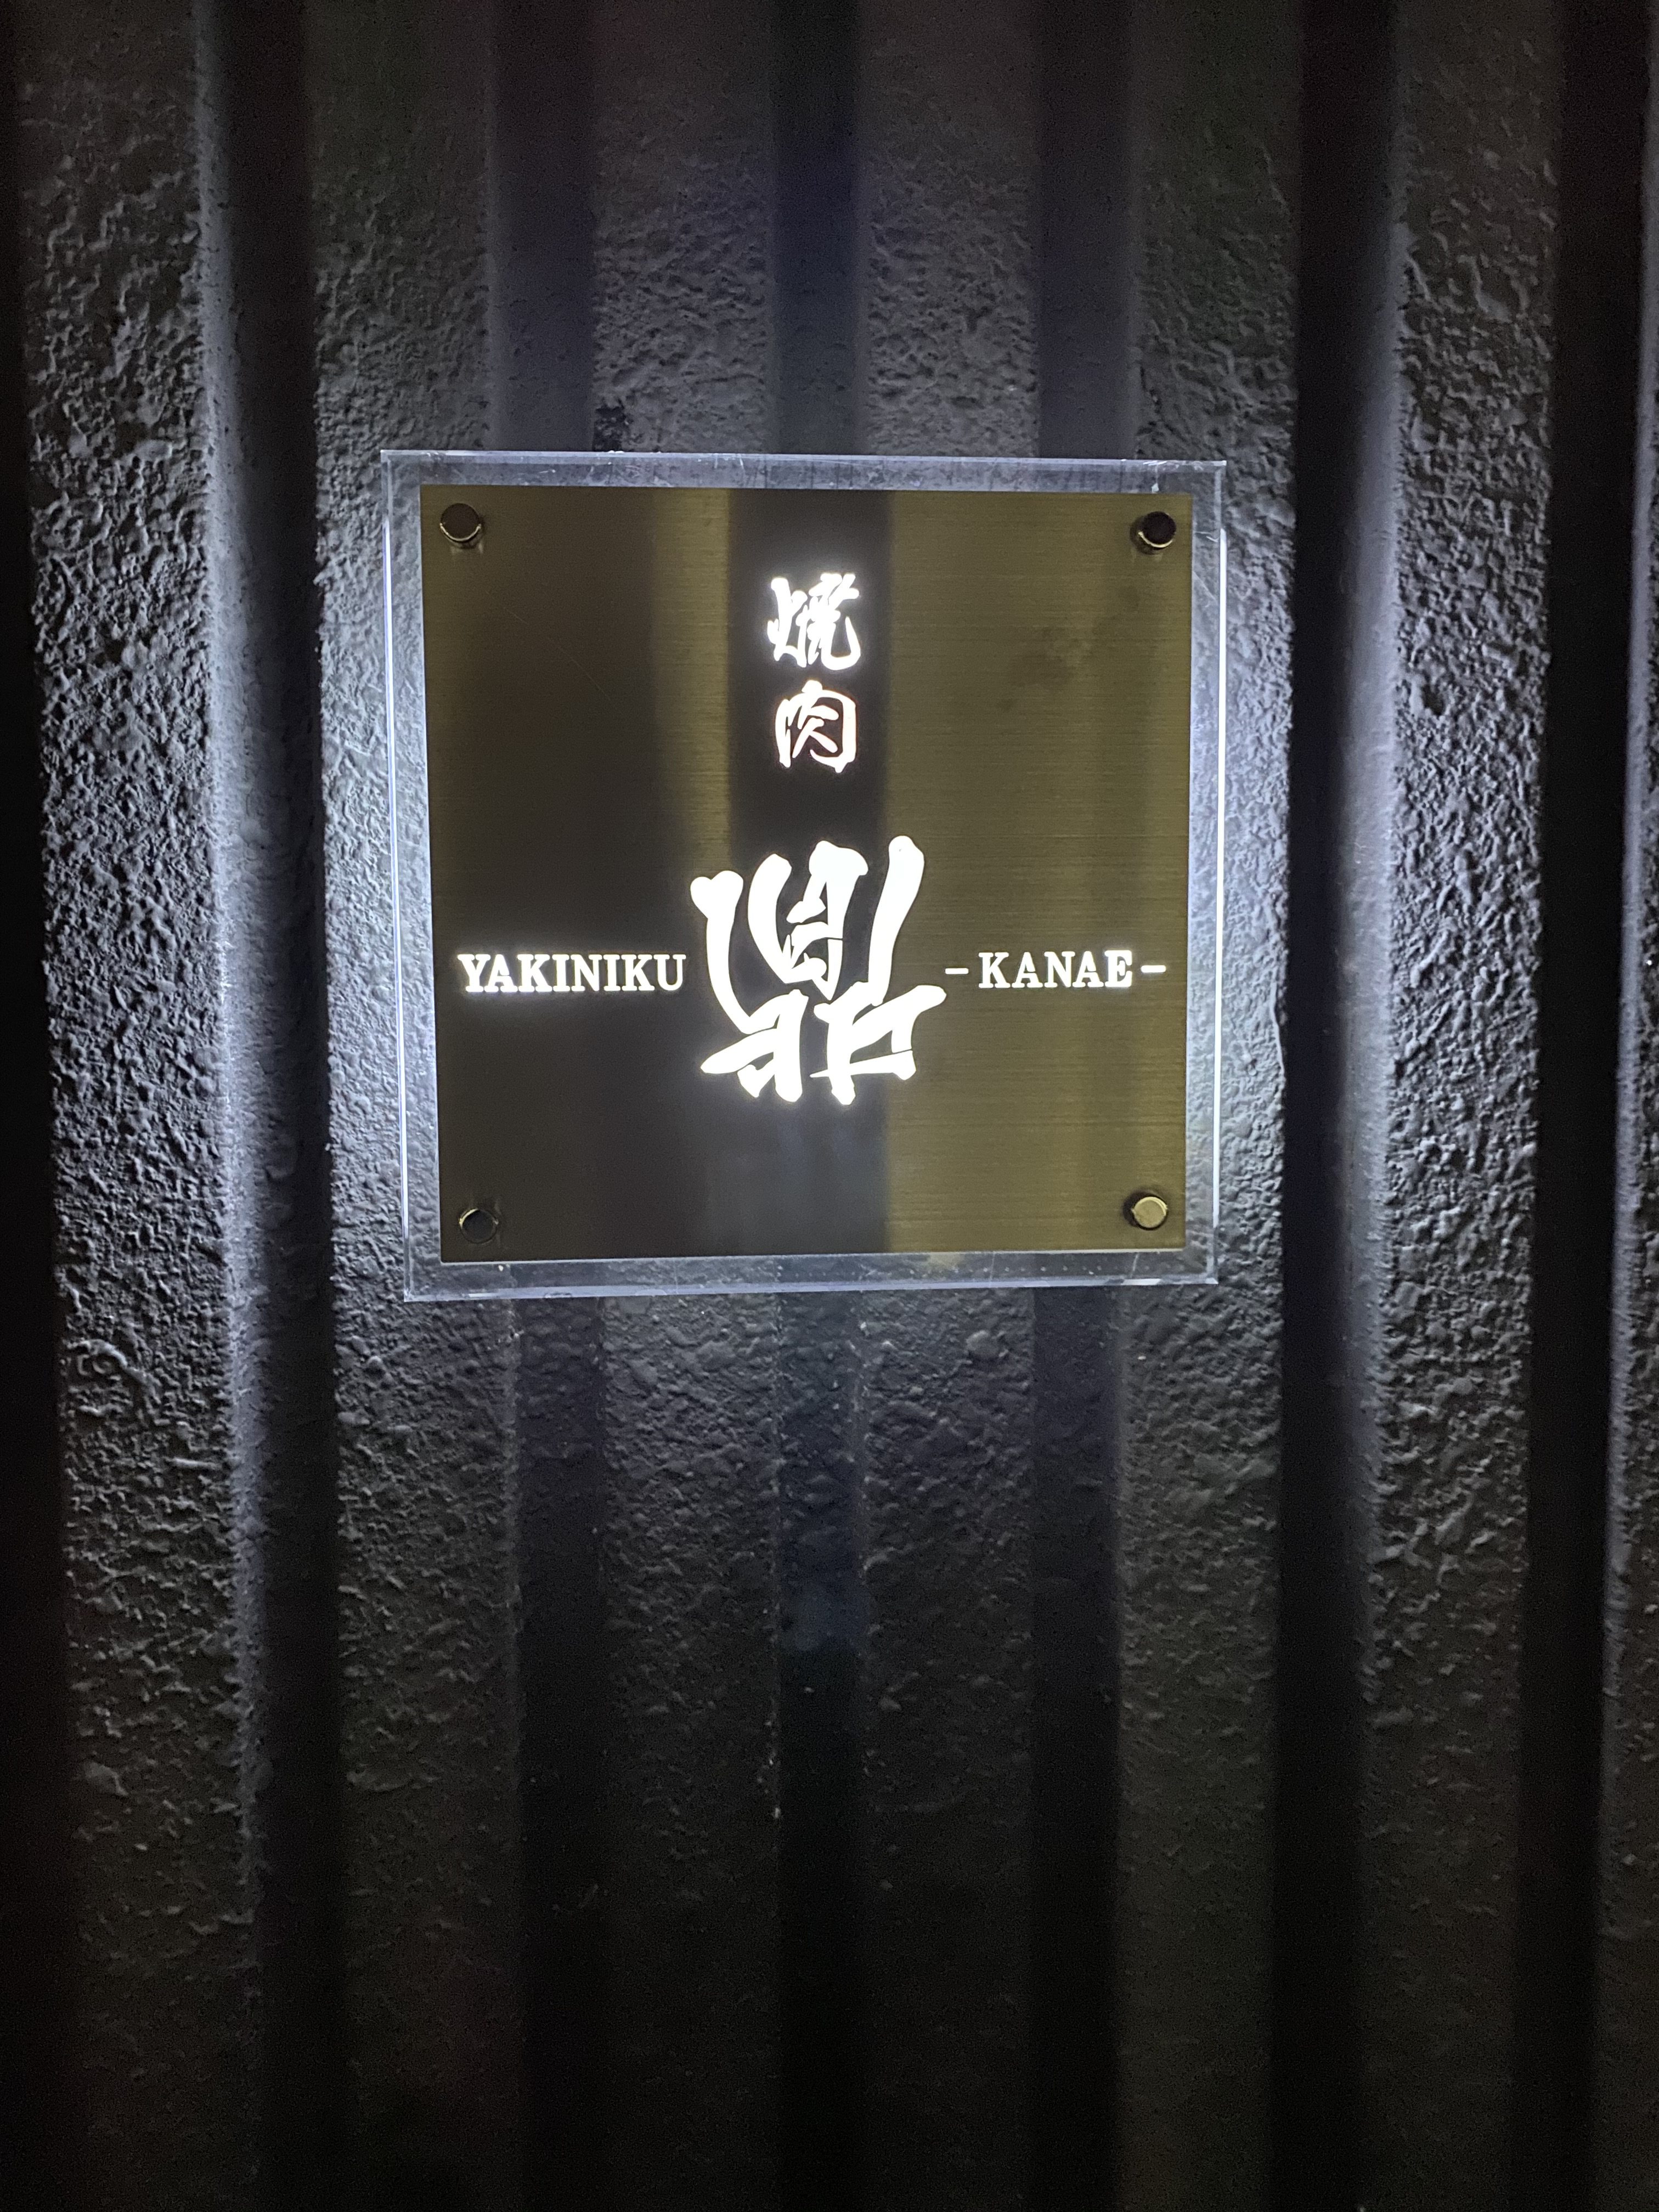 焼
肉
鼎
YAKINIKU
-KANAE-